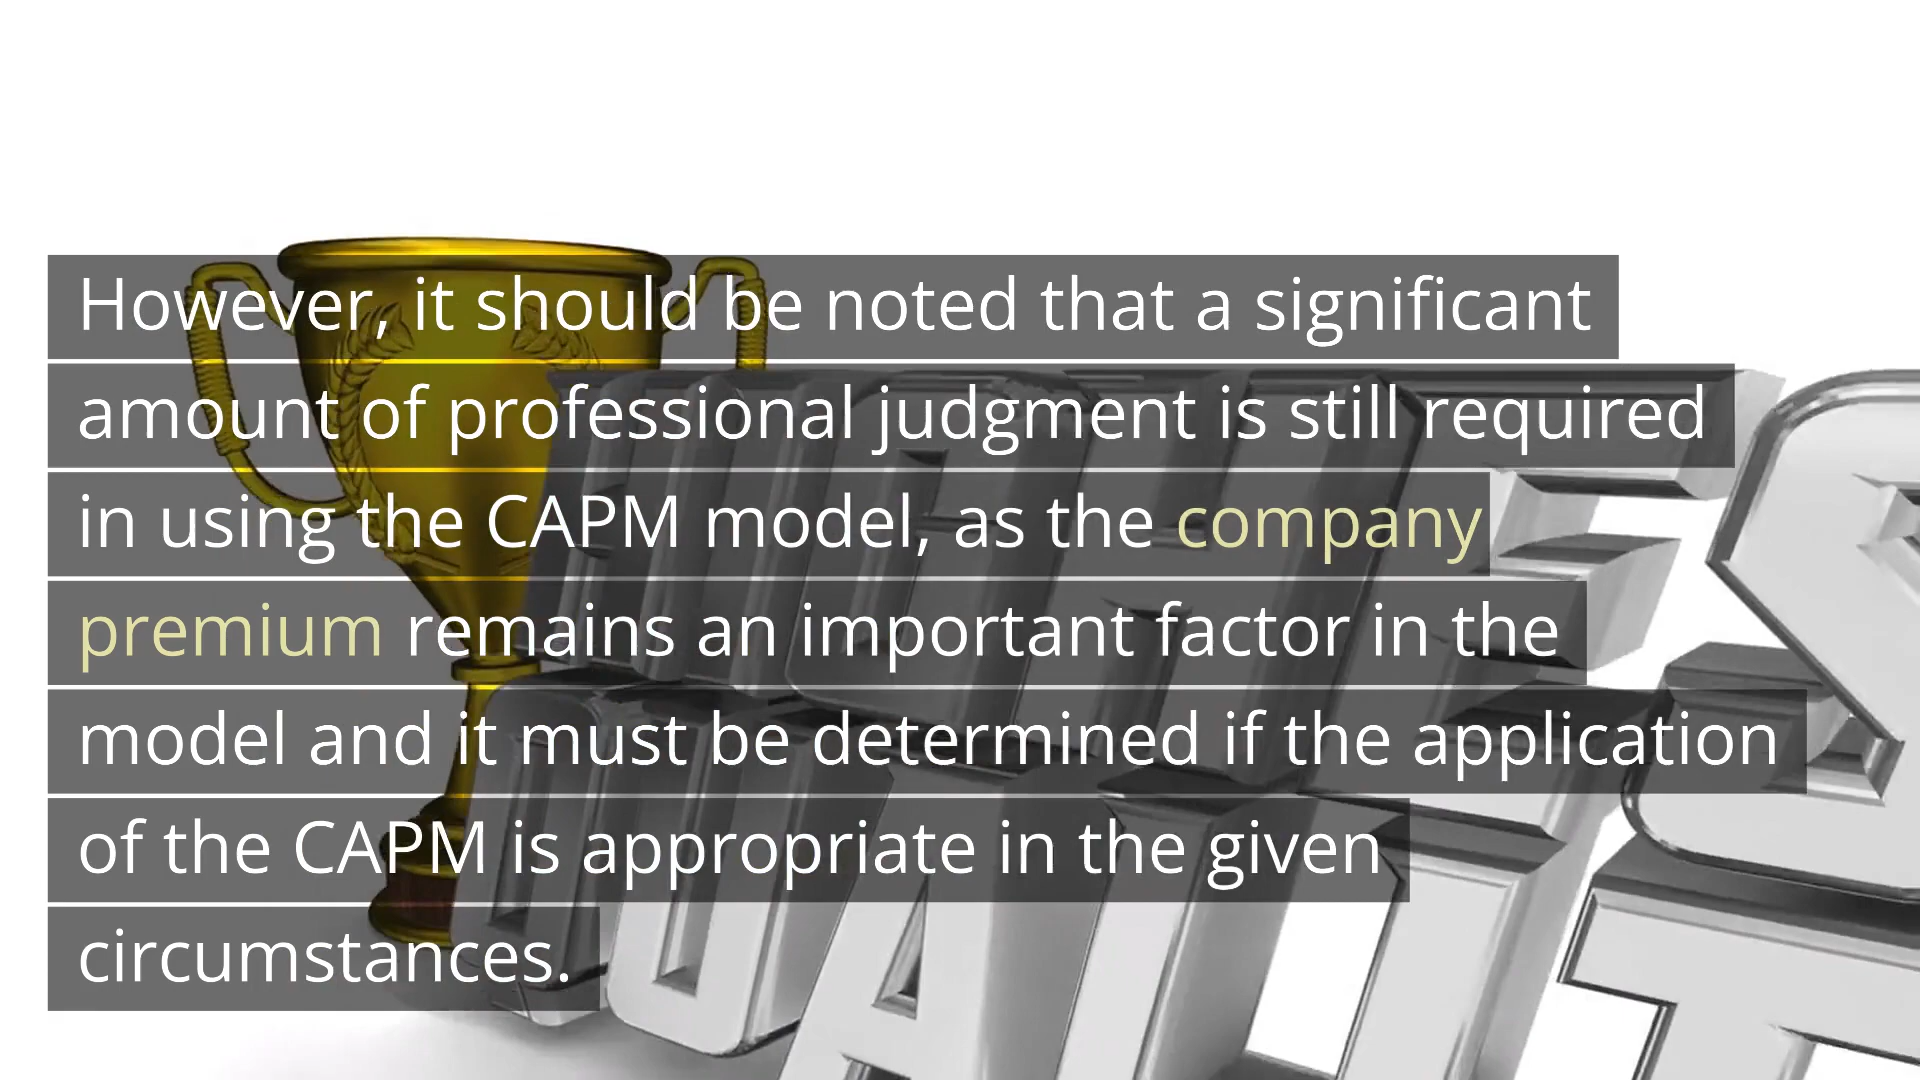 However, it should be noted that a significant
amount of professional judgment is still required
in using the CAPM model, as the company
premium remains an important factor in the
model and it must be determined if the application
of the CAPM is appropriate in the given
circumstances.